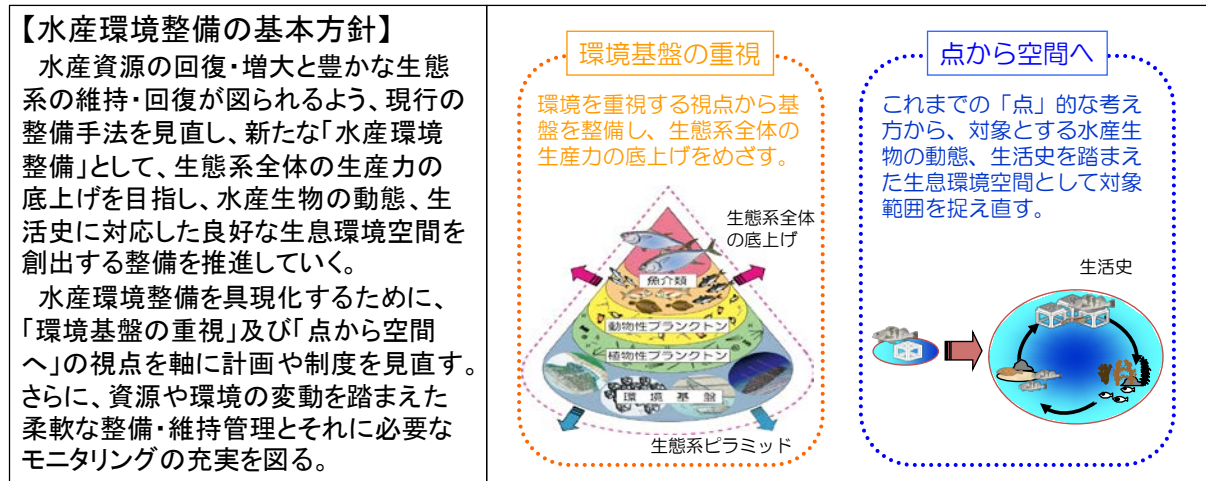 【水産環境整備の基本方針】
水産資源の回復・増大と豊かな生態
系の維持・回復が図られるよう、現行の
整備手法を見直し、新たな「水産環境
整備」として、生態系全体の生産力の
底上げを目指し、水産生物の動態、生
活史に対応した良好な生息環境空間を
創出する整備を推進していく。
水産環境整備を具現化するために、
「環境基盤の重視」及び「点から空間
へ」の視点を軸に計画や制度を見直す。
さらに、資源や環境の変動を踏まえた
柔軟な整備・維持管理とそれに必要な
モニタリングの充実を図る。
環境基盤の重視
環境を重視する視点から基
盤を整備し、生態系全体の
生産力の底上げをめざす。
生態系全体
の底上げ
魚介類
動物性プランクトン
植物性プランクトン
環境基盤
生態系ピラミッド
点から空間へ
これまでの「点」的な考え
方から、対象とする水産生
物の動態、生活史を踏まえ
た生息環境空間として対象
範囲を捉え直す。
生活史